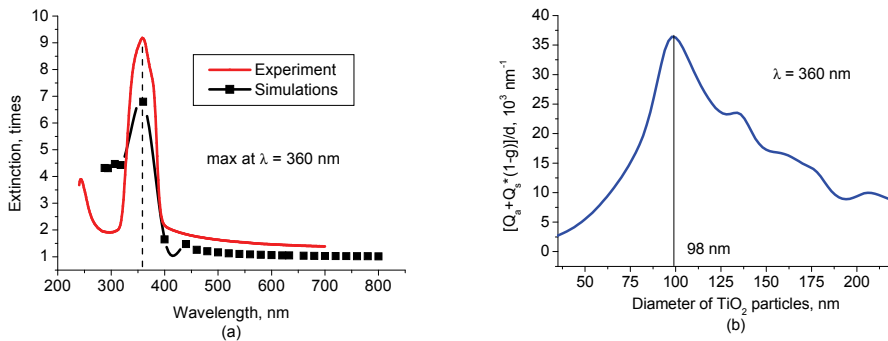 10
9
8
7
6
5
4
3
2
1
Extinction, times
Experiment
Simulations
max at λ = 360 nm
200 300 400 500 600 700 800
Wavelength, nm
(a)
40
35
30
25
20
15
10
5
0
[Qₐ+Qₛ*(1-g)]/d, 10³ nm⁻¹
λ = 360 nm
98 nm
50 75 100 125 150 175 200
Diameter of TiO₂ particles, nm
(b)